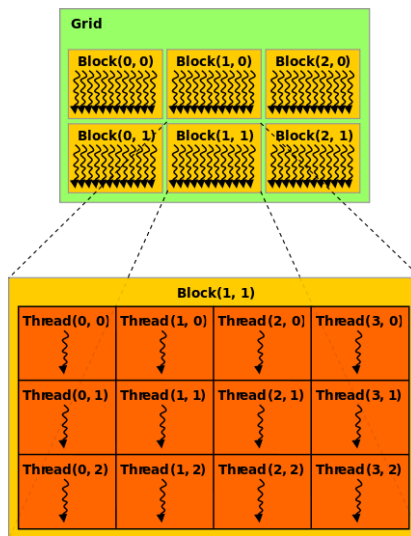 Grid
Block(0, 0) Block(1, 0) Block(2, 0)
Block(0, 1) Block(1, 1) Block(2, 1)
Block(1, 1)
Thread(0, 0) Thread(1, 0) Thread(2, 0) Thread(3, 0)
Thread(0, 1) Thread(1, 1) Thread(2, 1) Thread(3, 1)
Thread(0, 2) Thread(1, 2) Thread(2, 2) Thread(3, 2)